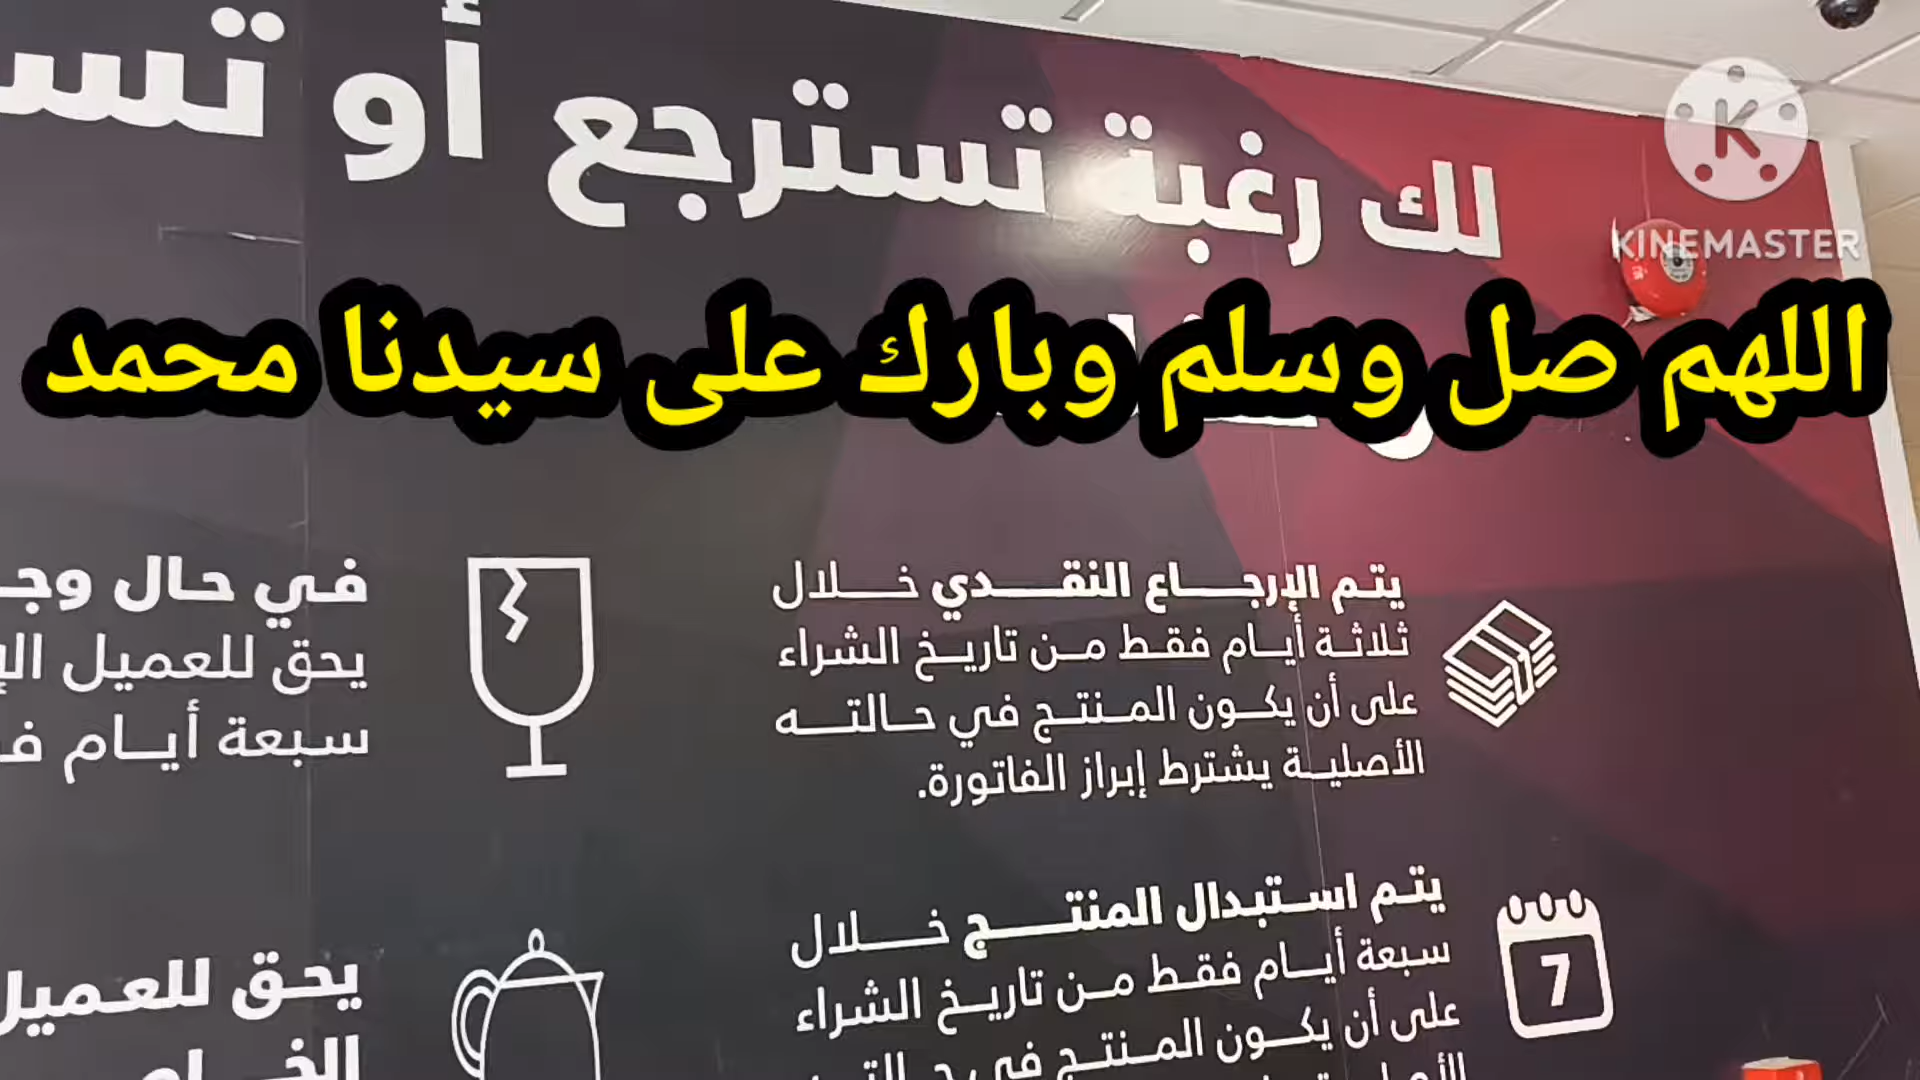 لك رغبة تسترجع أو
KINEMASTER
اللهم صل وسلم وبارك على سيدنا محمد
يتم الإرجاع النقدي خلال
ثلاثة أيام فقط من تاريخ الشراء
على أن يكون المنتج في حالته
الأصلية يشترط إبراز الفاتورة.
في حال
يحق للعميل
سبعة أيام
يتم استبدال المنتج خلال
سبعة أيام فقط من تاريخ الشراء
على أن يكون المنتج في
7
يحق للعميل